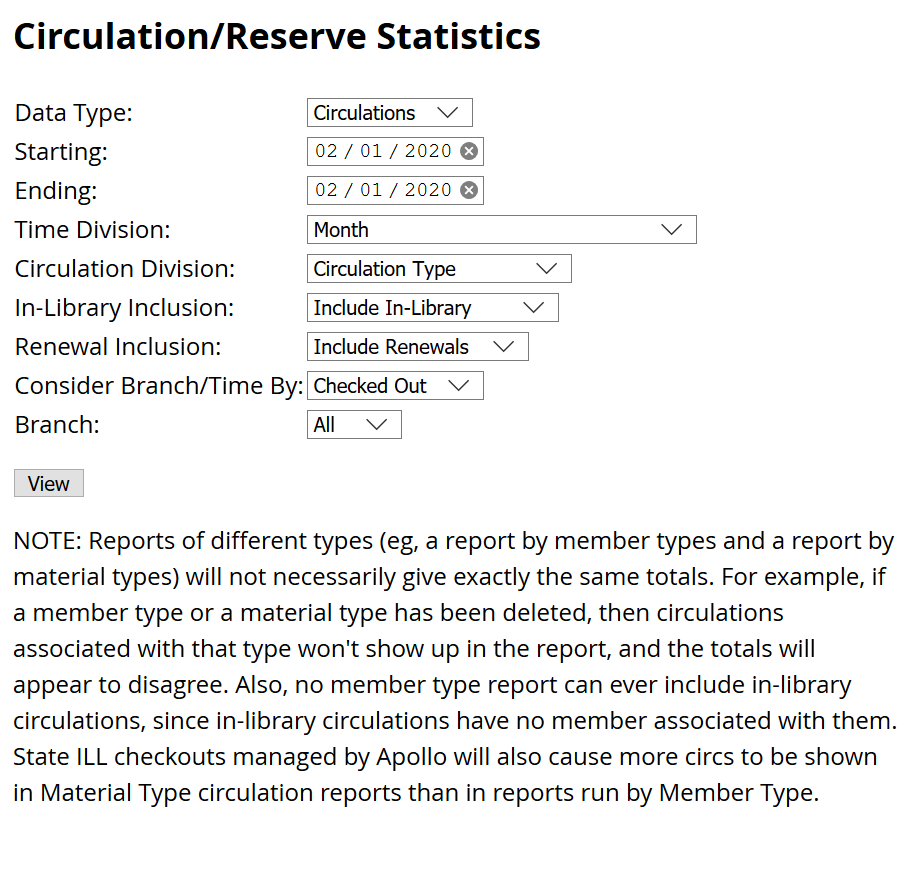 Circulation/Reserve Statistics
Data Type: Circulations
Starting: 02 / 01 / 2020
Ending: 02 / 01 / 2020
Time Division: Month
Circulation Division: Circulation Type
In-Library Inclusion: Include In-Library
Renewal Inclusion: Include Renewals
Consider Branch/Time By: Checked Out
Branch: All
View
NOTE: Reports of different types (eg, a report by member types and a report by
material types) will not necessarily give exactly the same totals. For example, if
a member type or a material type has been deleted, then circulations
associated with that type won't show up in the report, and the totals will
appear to disagree. Also, no member type report can ever include in-library
circulations, since in-library circulations have no member associated with them.
State ILL checkouts managed by Apollo will also cause more circs to be shown
in Material Type circulation reports than in reports run by Member Type.